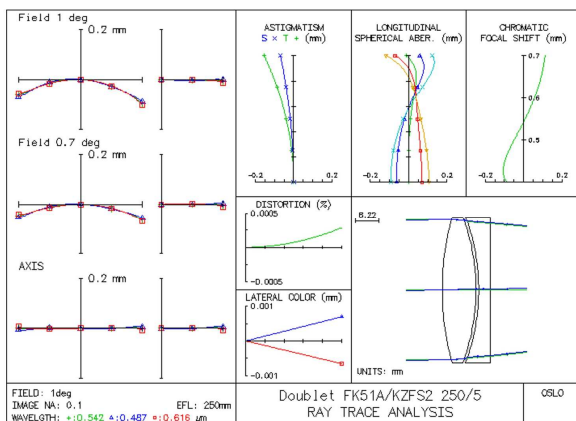 Field 1 deg
0.2 mm
Field 0.7 deg
0.2 mm
AXIS
0.2 mm
ASTIGMATISM
S × T + (mm)
-0.2 0.2
LONGITUDINAL
SPHERICAL ABER. (mm)
-0.2 0.2
CHROMATIC
FOCAL SHIFT (mm)
0.7
0.6
0.5
-0.2 0.2
DISTORTION (%)
0.0005
-0.0005
LATERAL COLOR (mm)
0.001
-0.001
6.22
UNITS: mm
FIELD: 1deg
IMAGE NA: 0.1 EFL: 250mm
WAVELGTH: +:0.547 △:0.487 □:0.616 µm
Doublet FK51A/KZFS2 250/5
RAY TRACE ANALYSIS
OSLO